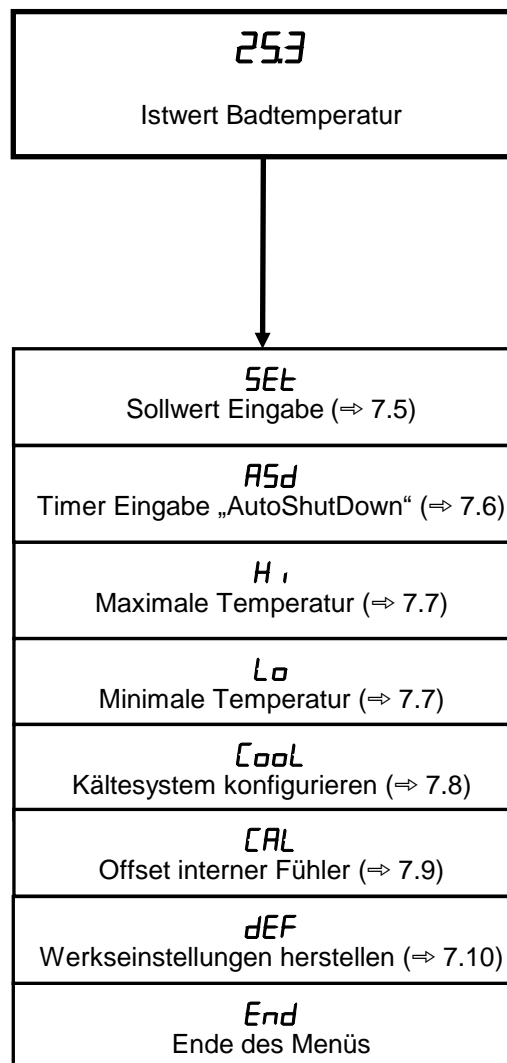 25.3
Istwert Badtemperatur
SEt
Sollwert Eingabe (⇨ 7.5)
ASd
Timer Eingabe „AutoShutDown“ (⇨ 7.6)
Hi
Maximale Temperatur (⇨ 7.7)
Lo
Minimale Temperatur (⇨ 7.7)
CooL
Kältesystem konfigurieren (⇨ 7.8)
CAL
Offset interner Fühler (⇨ 7.9)
dEF
Werkseinstellungen herstellen (⇨ 7.10)
End
Ende des Menüs